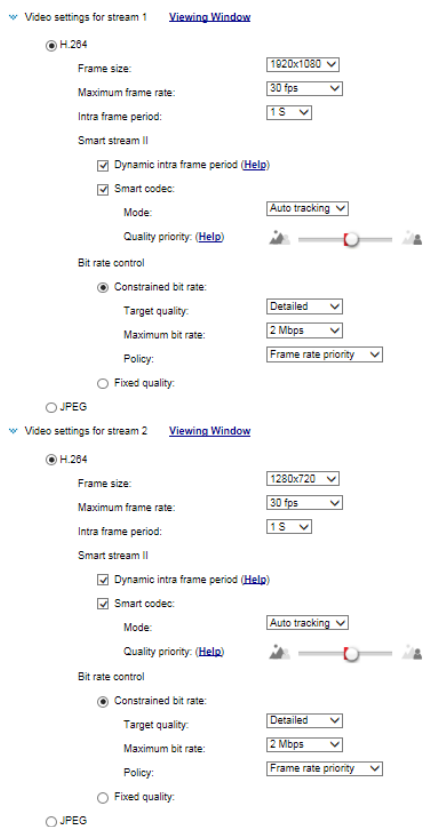 Video settings for stream 1 Viewing Window
H.264
Frame size: 1920x1080
Maximum frame rate: 30 fps
Intra frame period: 1 S
Smart stream II
Dynamic intra frame period (Help)
Smart codec:
Mode: Auto tracking
Quality priority: (Help)
Bit rate control
Constrained bit rate:
Target quality: Detailed
Maximum bit rate: 2 Mbps
Policy: Frame rate priority
Fixed quality:
JPEG
Video settings for stream 2 Viewing Window
H.264
Frame size: 1280x720
Maximum frame rate: 30 fps
Intra frame period: 1 S
Smart stream II
Dynamic intra frame period (Help)
Smart codec:
Mode: Auto tracking
Quality priority: (Help)
Bit rate control
Constrained bit rate:
Target quality: Detailed
Maximum bit rate: 2 Mbps
Policy: Frame rate priority
Fixed quality:
JPEG